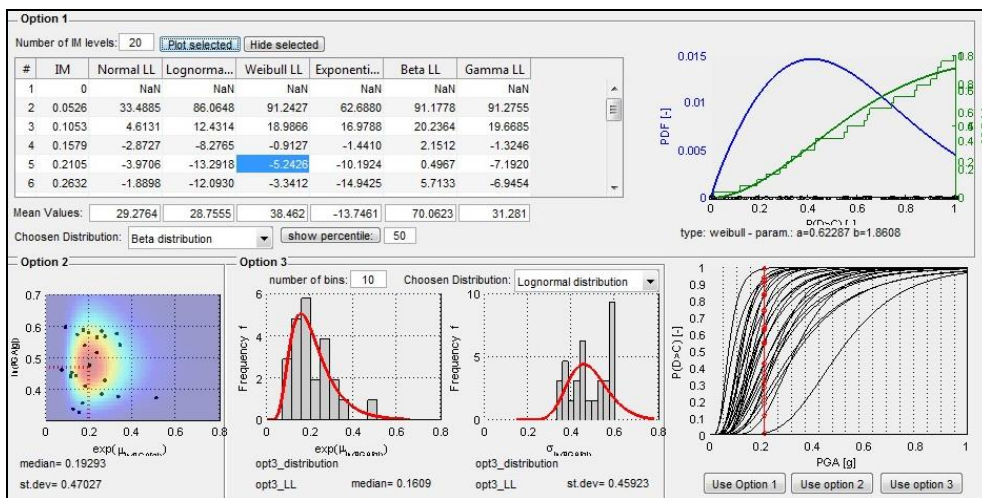 Option 1
Number of IM levels: 20 Plot selected Hide selected
# IM Normal LL Lognorma... Weibull LL Exponenti... Beta LL Gamma LL
1 0 NaN NaN NaN NaN NaN NaN
2 0.0526 33.4885 86.0648 91.2427 62.6880 91.1778 91.2755
3 0.1053 4.6131 12.4314 18.9866 16.9788 20.2364 19.6685
4 0.1579 -2.8727 -8.2765 -0.9127 -1.4410 2.1512 -1.3246
5 0.2105 -3.9706 -13.2918 -5.2426 -10.1924 0.4967 -7.1920
6 0.2632 -1.8898 -12.0930 -3.3412 -14.9425 5.7133 -6.9454
Mean Values: 29.2764 28.7555 38.462 -13.7461 70.0623 31.281
Choosen Distribution: Beta distribution show percentile: 50
0.015
0.01
0.005
0
PDF [-]
0 0.2 0.4 0.6 0.8 1
P(D>C) [-]
type: weibull - param.: a=0.62287 b=1.8608
Option 2
0.7
0.6
0.5
0.4
0 0.2 0.4 0.6 0.8
median= 0.19293
st.dev= 0.47027
Option 3
number of bins: 10 Choosen Distribution: Lognormal distribution
6
4
2
0
Frequency f
0 0.2 0.4 0.6 0.8
opt3_distribution
opt3_LL median= 0.1609
10
5
0
Frequency f
0 0.2 0.4 0.6 0.8
opt3_distribution
opt3_LL st.dev= 0.45923
1
0.9
0.8
0.7
0.6
0.5
0.4
0.3
0.2
0.1
0
P(D>C) [-]
0 0.2 0.4 0.6 0.8 1
PGA [g]
Use Option 1 Use option 2 Use option 3